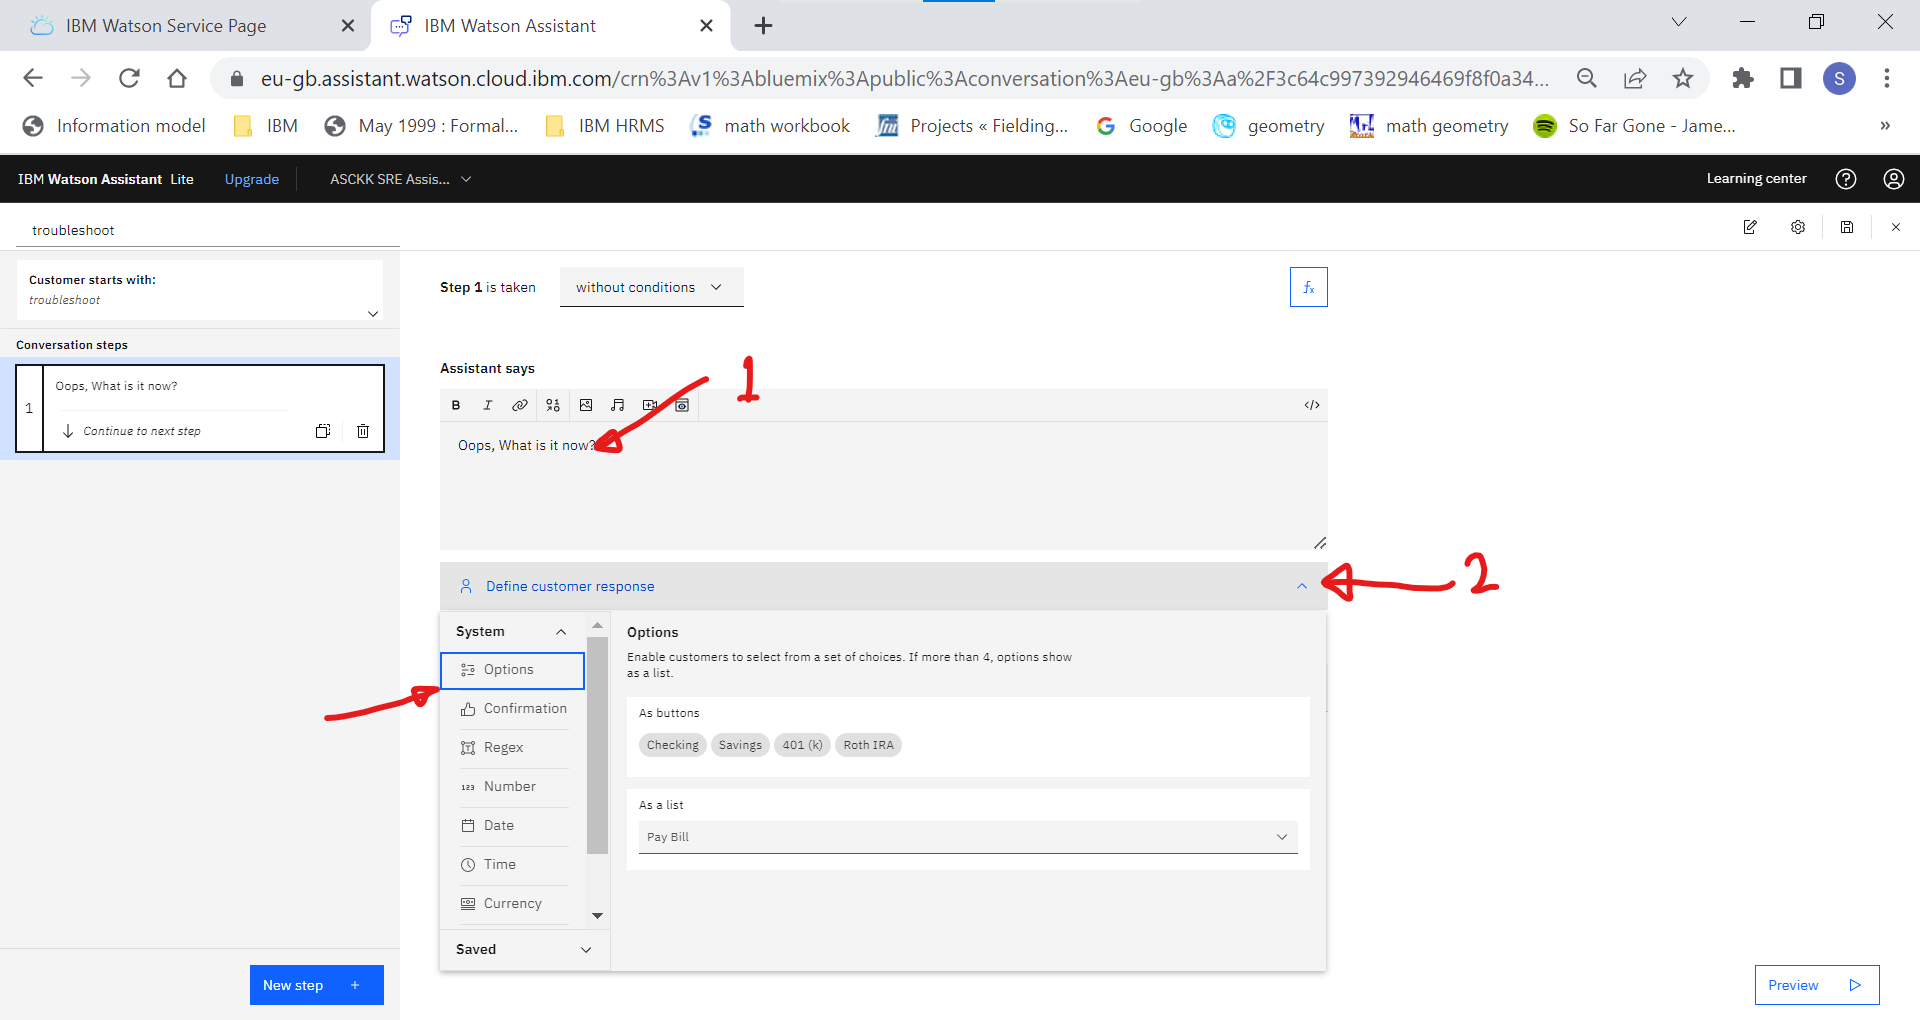 IBM Watson Service Page
IBM Watson Assistant
eu-gb.assistant.watson.cloud.ibm.com/crn%3Av1%3Abluemix%3Apublic%3Aconversation%3Aeu-gb%3Aa%2F3c64c997392946469f8f0a34...
S
Information model
IBM
May 1999 : Formal...
IBM HRMS
math workbook
Projects « Fielding...
Google
geometry
math geometry
So Far Gone - Jame...
»
IBM Watson Assistant Lite
Upgrade
ASCKK SRE Assis...
Learning center
troubleshoot
Customer starts with:
troubleshoot
Conversation steps
1
Oops, What is it now?
Continue to next step
Step 1 is taken
without conditions
fx
Assistant says
1
B I
</>
Oops, What is it now?
Define customer response
2
System
Options
Confirmation
Regex
123 Number
Date
Time
Currency
Saved
Options
Enable customers to select from a set of choices. If more than 4, options show
as a list.
As buttons
Checking Savings 401 (k) Roth IRA
As a list
Pay Bill
New step +
Preview